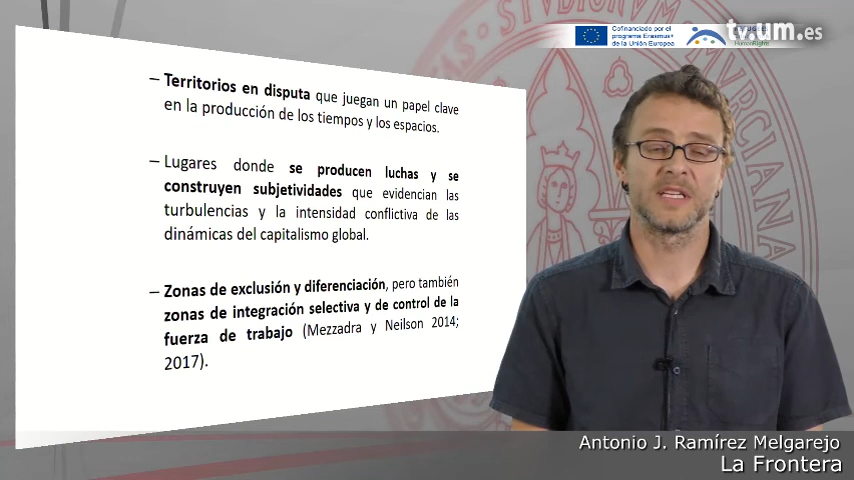 Cofinanciado por el
programa Erasmus+
de la Unión Europea
tv.um.es
HumanRights
– Territorios en disputa que juegan un papel clave
en la producción de los tiempos y los espacios.
– Lugares donde se producen luchas y se
construyen subjetividades que evidencian las
turbulencias y la intensidad conflictiva de las
dinámicas del capitalismo global.
– Zonas de exclusión y diferenciación, pero también
zonas de integración selectiva y de control de la
fuerza de trabajo (Mezzadra y Neilson 2014;
2017).
Antonio J. Ramírez Melgarejo
La Frontera